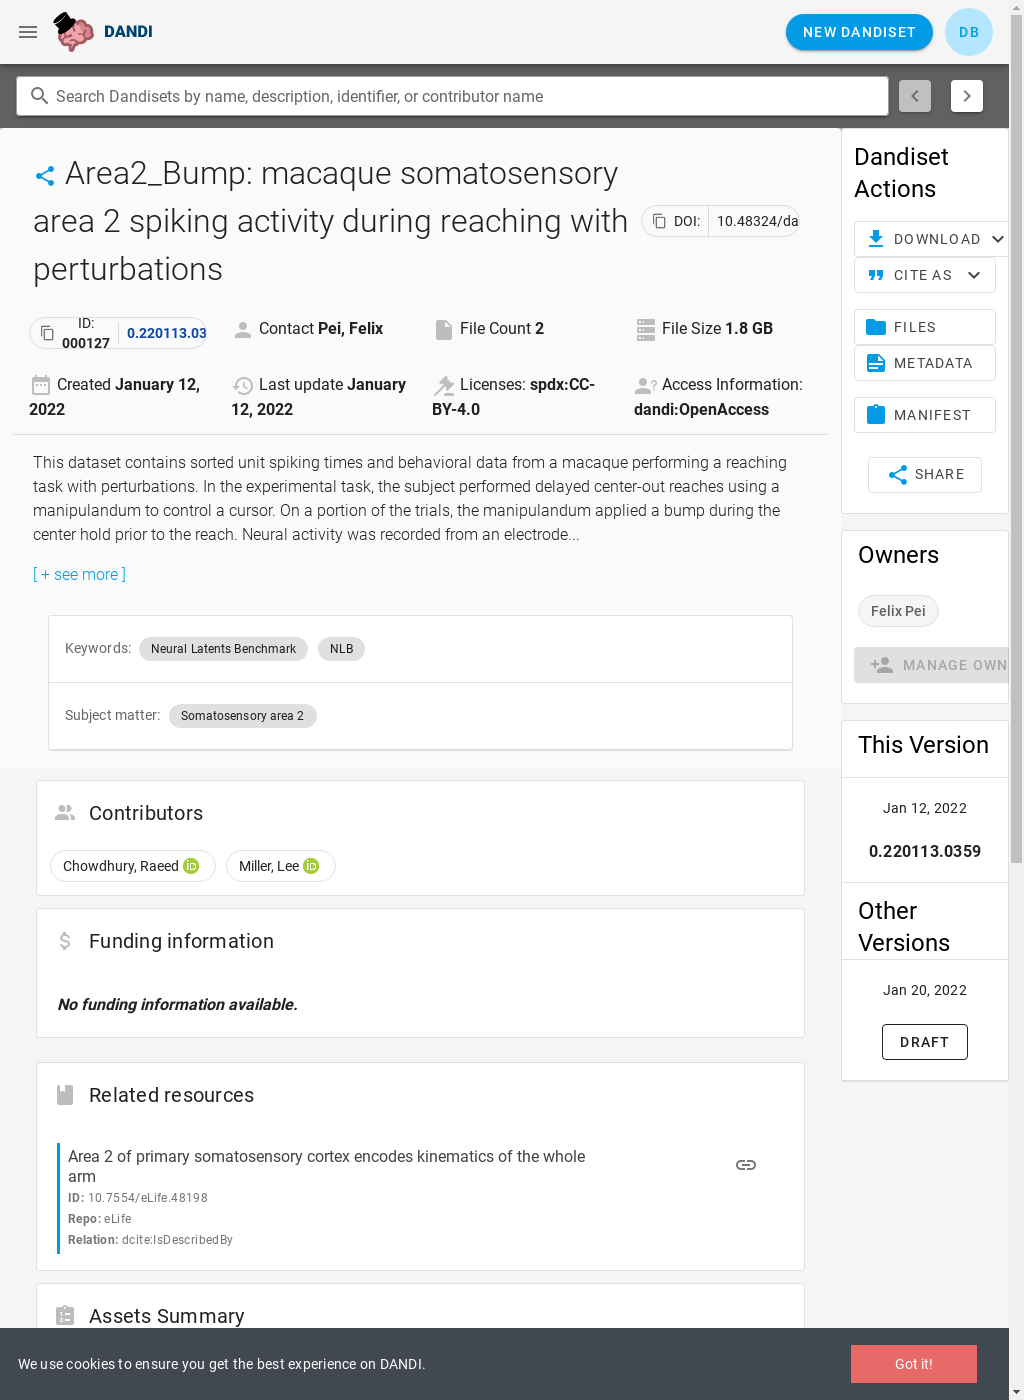 DANDI
NEW DANDISET
DB
Search Dandisets by name, description, identifier, or contributor name
Area2_Bump: macaque somatosensory
area 2 spiking activity during reaching with
perturbations
DOI:
10.48324/da
ID:
000127
0.220113.03
Contact Pei, Felix
File Count 2
File Size 1.8 GB
Created January 12,
2022
Last update January
12, 2022
Licenses: spdx:CC-
BY-4.0
Access Information:
dandi:OpenAccess
This dataset contains sorted unit spiking times and behavioral data from a macaque performing a reaching
task with perturbations. In the experimental task, the subject performed delayed center-out reaches using a
manipulandum to control a cursor. On a portion of the trials, the manipulandum applied a bump during the
center hold prior to the reach. Neural activity was recorded from an electrode...
[ + see more ]
Keywords:
Neural Latents Benchmark
NLB
Subject matter:
Somatosensory area 2
Contributors
Chowdhury, Raeed iD
Miller, Lee iD
Funding information
No funding information available.
Related resources
Area 2 of primary somatosensory cortex encodes kinematics of the whole
arm
ID: 10.7554/eLife.48198
Repo: eLife
Relation: dcite:IsDescribedBy
Assets Summary
Dandiset
Actions
DOWNLOAD
CITE AS
FILES
METADATA
MANIFEST
SHARE
Owners
Felix Pei
MANAGE OWN
This Version
Jan 12, 2022
0.220113.0359
Other
Versions
Jan 20, 2022
DRAFT
We use cookies to ensure you get the best experience on DANDI.
Got it!